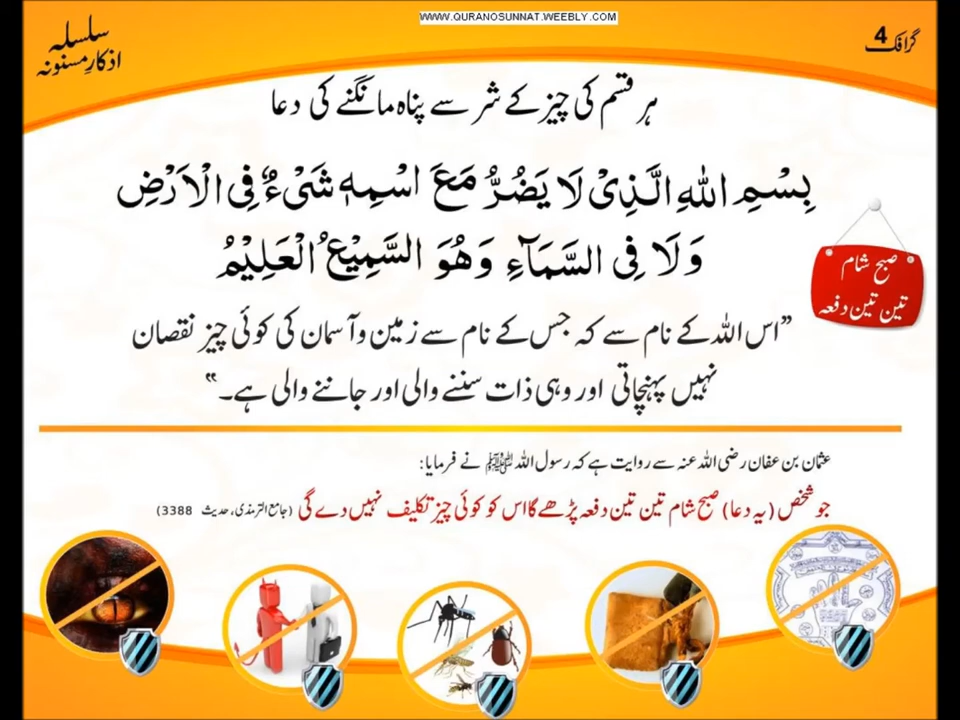 WWW.QURANOSUNNAT.WEEBLY.COM
گرافک 4
سلسلہ
اذکارِ مسنونہ
ہر قسم کی چیز کے شر سے پناہ مانگنے کی دعا
بِسْمِ اللهِ الَّذِیْ لَا یَضُرُّ مَعَ اسْمِهٖ شَیْءٌ فِی الْاَرْضِ
وَلَا فِی السَّمَآءِ وَهُوَ السَّمِیْعُ الْعَلِیْمُ
صبح شام
تین تین دفعہ
”اس اللہ کے نام سے کہ جس کے نام سے زمین و آسمان کی کوئی چیز نقصان
نہیں پہنچاتی اور وہی ذات سننے والی اور جاننے والی ہے۔“
عثمان بن عفان رضی اللہ عنہ سے روایت ہے کہ رسول اللہ ﷺ نے فرمایا:
جو شخص (یہ دعا) صبح شام تین تین دفعہ پڑھے گا اس کو کوئی چیز تکلیف نہیں دے گی (جامع الترمذی، حدیث 3388)